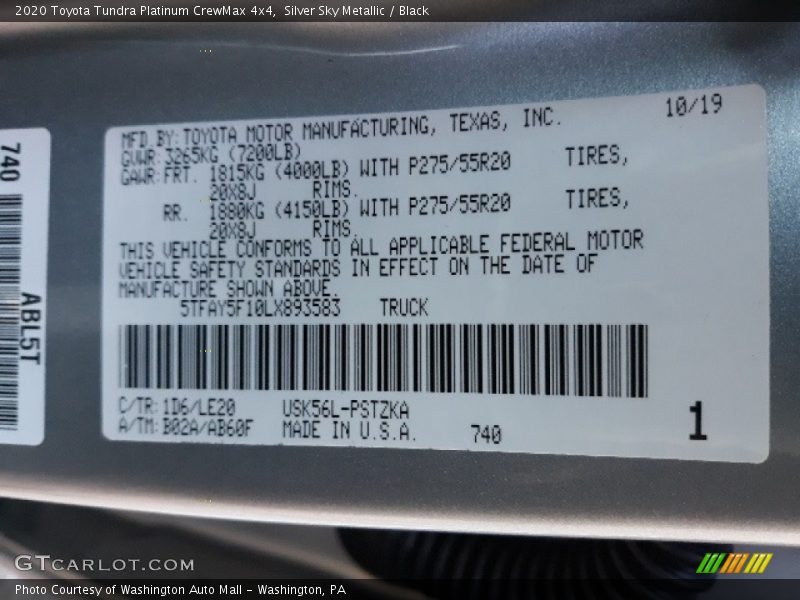 2020 Toyota Tundra Platinum CrewMax 4x4,  Silver Sky Metallic / Black
10/19
MFD BY: TOYOTA MOTOR MANUFACTURING, TEXAS, INC.
GVWR: 3265KG (7200LB)
GAWR: FRT. 1815KG (4000LB) WITH P275/55R20 TIRES,
20X8J RIMS.
RR. 1880KG (4150LB) WITH P275/55R20 TIRES,
20X8J RIMS.
THIS VEHICLE CONFORMS TO ALL APPLICABLE FEDERAL MOTOR
VEHICLE SAFETY STANDARDS IN EFFECT ON THE DATE OF
MANUFACTURE SHOWN ABOVE.
5TFAY5F10LX893583 TRUCK
C/TR: 1D6/LE20 USK56L-PSTZKA
A/TM: B02A/AB60F MADE IN U.S.A. 740
1
740
ABL5T
GTcarlot.com
Photo Courtesy of Washington Auto Mall - Washington, PA